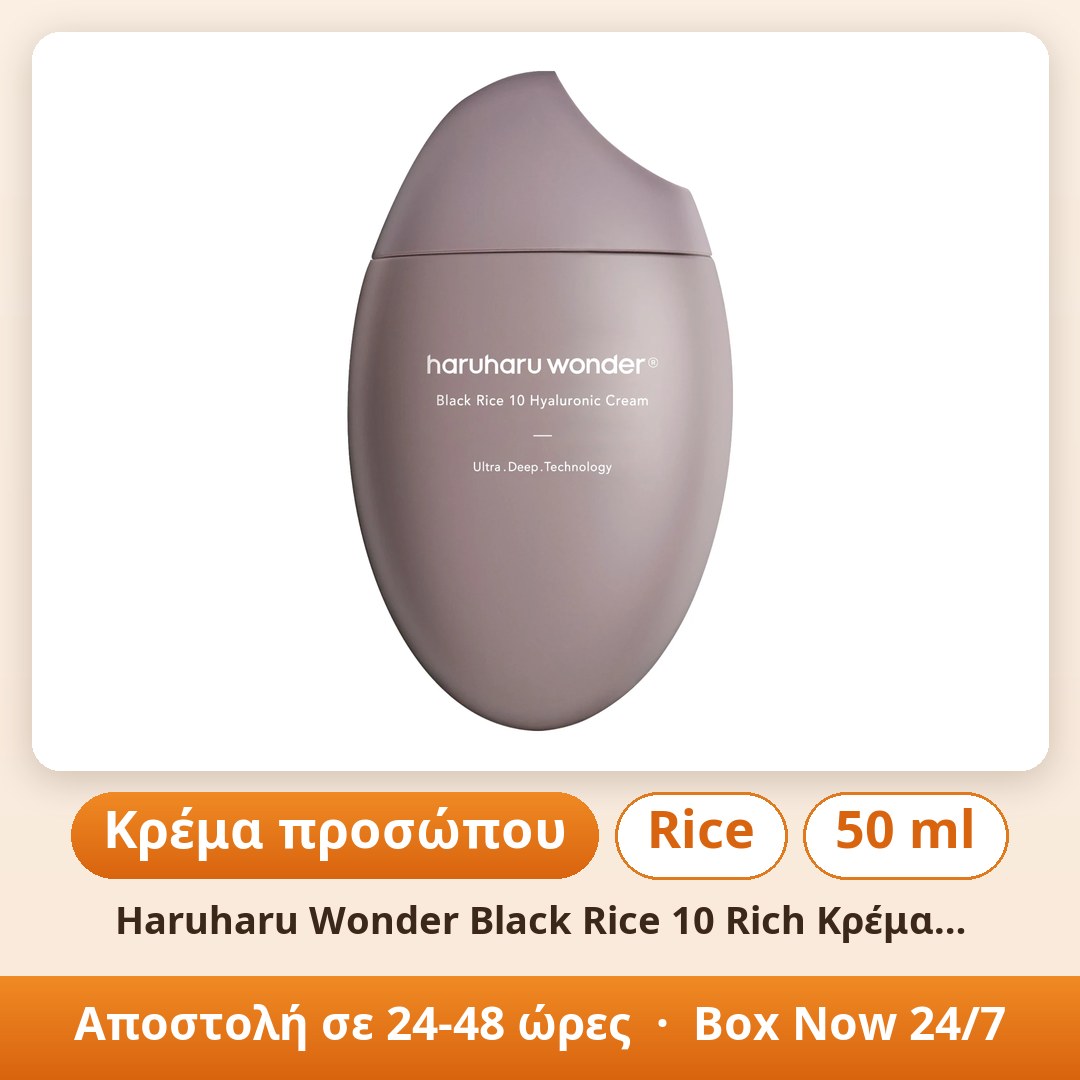 haruharu wonder®
Black Rice 10 Hyaluronic Cream
Ultra.Deep.Technology
Κρέμα προσώπου
Rice
50 ml
Haruharu Wonder Black Rice 10 Rich Κρέμα...
Αποστολή σε 24-48 ώρες · Box Now 24/7